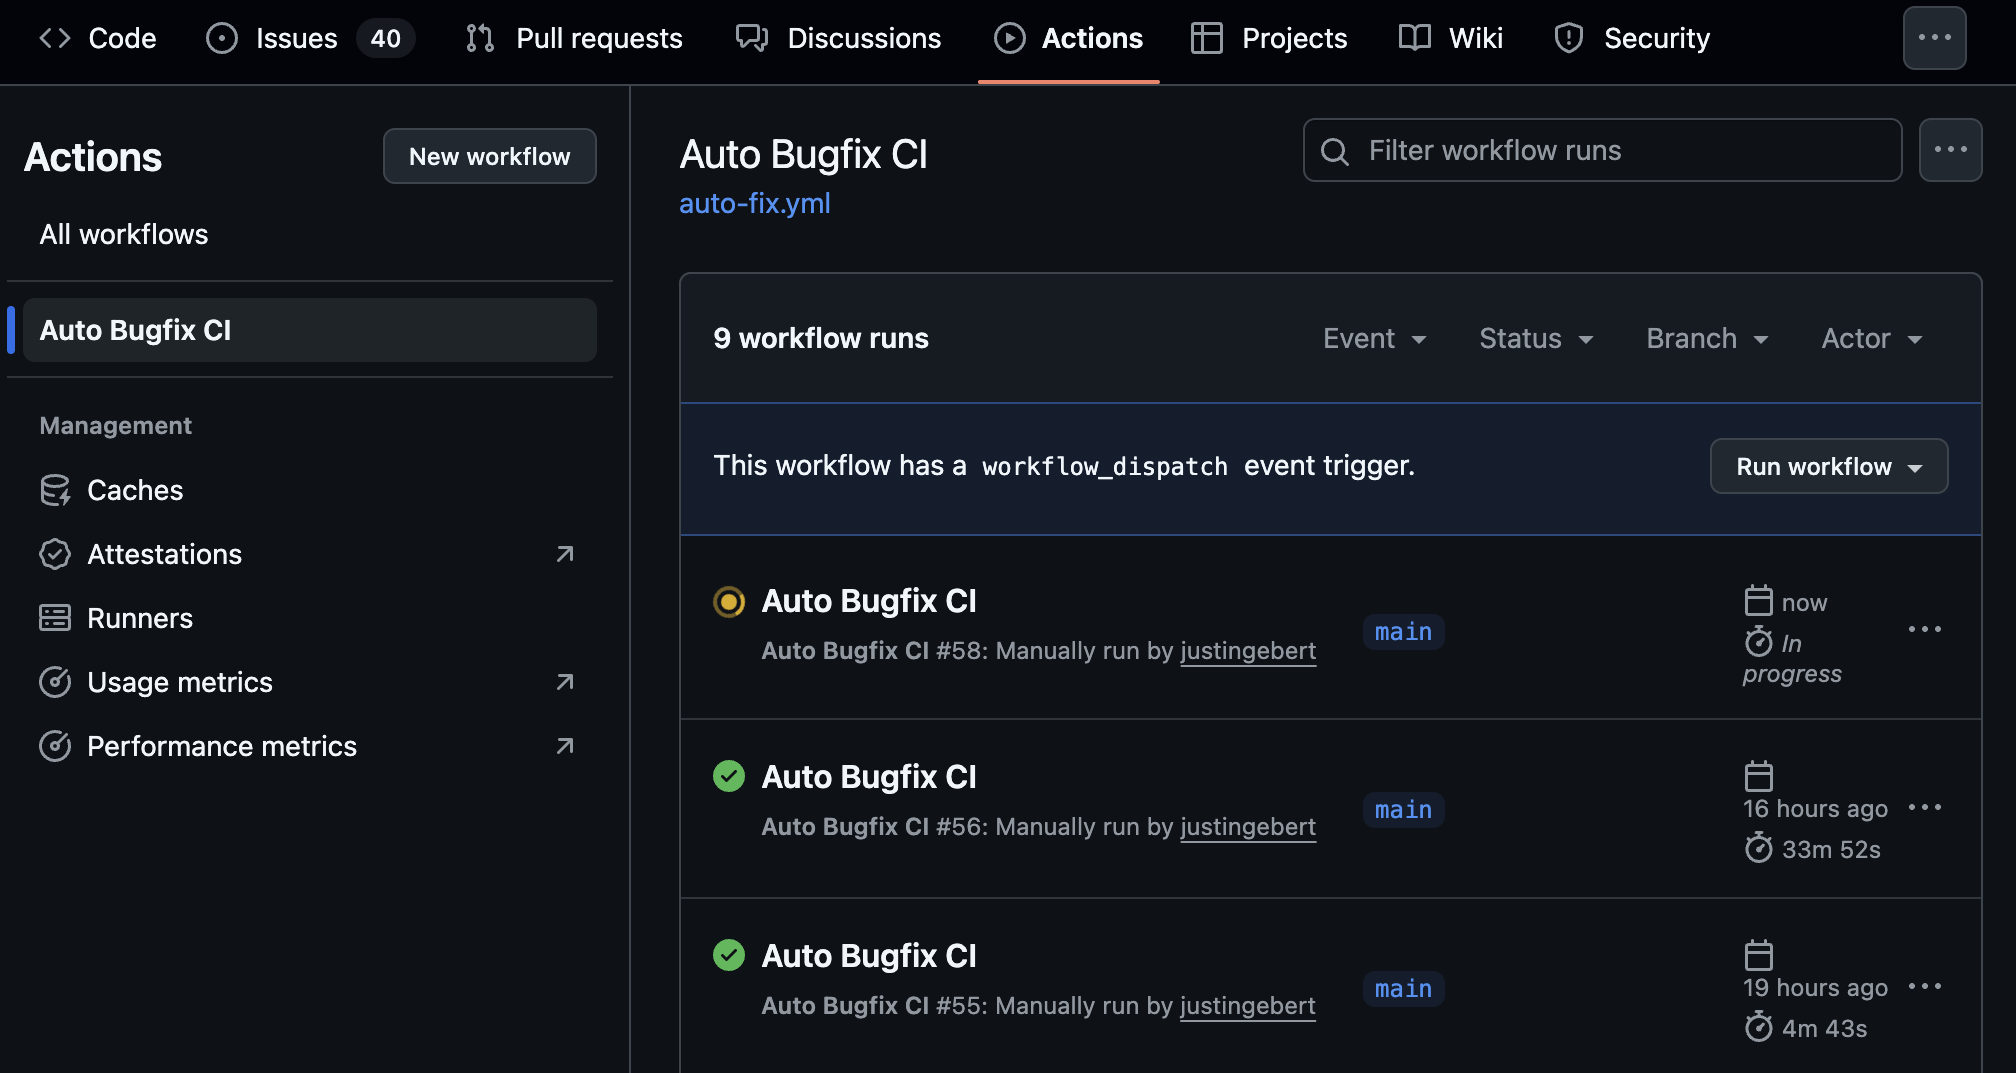 Code
Issues 40
Pull requests
Discussions
Actions
Projects
Wiki
Security
Actions
New workflow
All workflows
Auto Bugfix CI
Management
Caches
Attestations
Runners
Usage metrics
Performance metrics
Auto Bugfix CI
auto-fix.yml
Filter workflow runs
9 workflow runs
Event
Status
Branch
Actor
This workflow has a workflow_dispatch event trigger.
Run workflow
Auto Bugfix CI
Auto Bugfix CI #58: Manually run by justingebert
main
now
In
progress
Auto Bugfix CI
Auto Bugfix CI #56: Manually run by justingebert
main
16 hours ago
33m 52s
Auto Bugfix CI
Auto Bugfix CI #55: Manually run by justingebert
main
19 hours ago
4m 43s